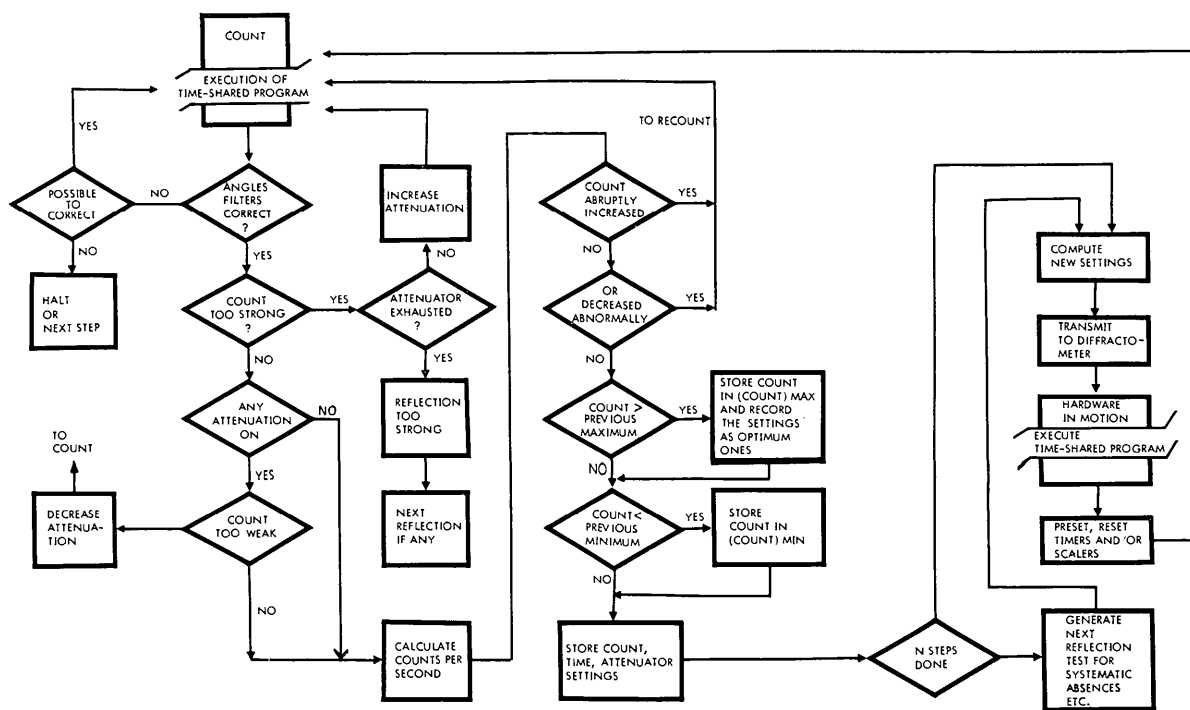 COUNT
EXECUTION OF
TIME-SHARED PROGRAM
YES
POSSIBLE
TO
CORRECT
NO
ANGLES
FILTERS
CORRECT
?
NO
HALT
OR
NEXT STEP
YES
COUNT
TOO STRONG
?
YES
INCREASE
ATTENUATION
NO
ATTENUATOR
EXHAUSTED
?
YES
REFLECTION
TOO
STRONG
NEXT
REFLECTION
IF ANY
NO
ANY
ATTENUATION
ON
NO
YES
TO
COUNT
DECREASE
ATTENUA-
TION
COUNT
TOO WEAK
NO
CALCULATE
COUNTS PER
SECOND
TO RECOUNT
COUNT
ABRUPTLY
INCREASED
YES
NO
OR
DECREASED
ABNORMALLY
YES
NO
COUNT >
PREVIOUS
MAXIMUM
YES
STORE COUNT
IN (COUNT) MAX
AND RECORD
THE SETTINGS
AS OPTIMUM
ONES
NO
COUNT<
PREVIOUS
MINIMUM
YES
STORE
COUNT IN
(COUNT) MIN
NO
STORE COUNT,
TIME, ATTENUATOR
SETTINGS
N STEPS
DONE
COMPUTE
NEW SETTINGS
TRANSMIT
TO DIFFRACTO-
METER
HARDWARE
IN MOTION
EXECUTE
TIME-SHARED PROGRAM
PRESET, RESET
TIMERS AND/OR
SCALERS
GENERATE
NEXT
REFLECTION
TEST FOR
SYSTEMATIC
ABSENCES
ETC.